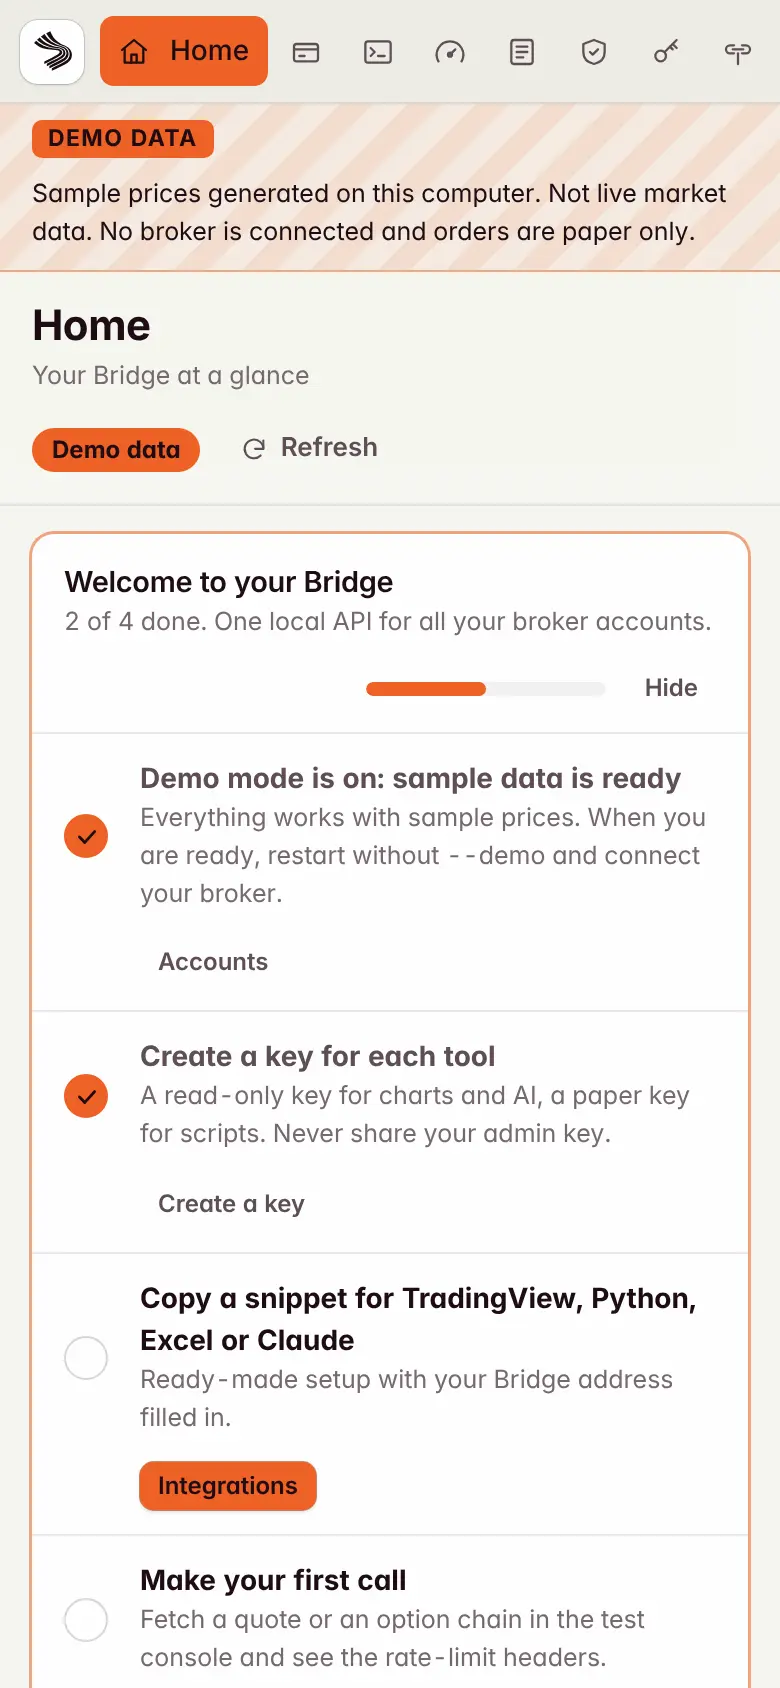 Home
DEMO DATA
Sample prices generated on this computer. Not live market
data. No broker is connected and orders are paper only.
Home
Your Bridge at a glance
Demo data
Refresh
Welcome to your Bridge
2 of 4 done. One local API for all your broker accounts.
Hide
Demo mode is on: sample data is ready
Everything works with sample prices. When you
are ready, restart without --demo and connect
your broker.
Accounts
Create a key for each tool
A read-only key for charts and AI, a paper key
for scripts. Never share your admin key.
Create a key
Copy a snippet for TradingView, Python,
Excel or Claude
Ready-made setup with your Bridge address
filled in.
Integrations
Make your first call
Fetch a quote or an option chain in the test
console and see the rate-limit headers.